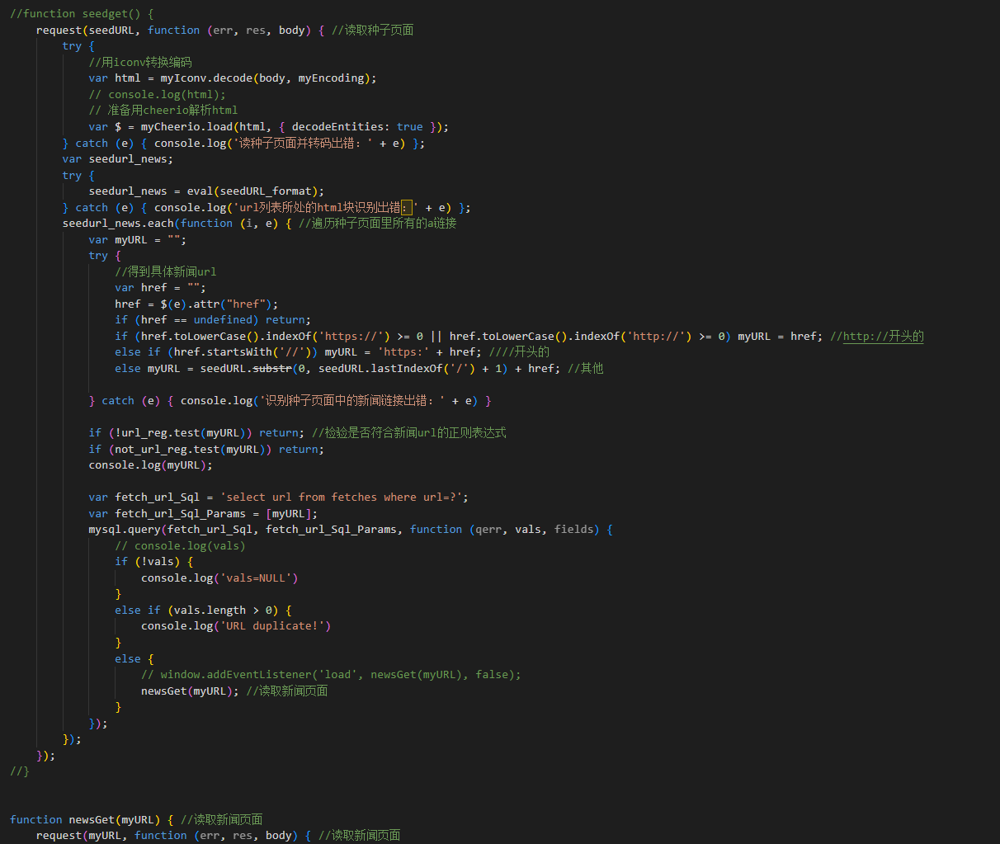 //function seedget() {
    request(seedURL, function (err, res, body) { //读取种子页面
        try {
            //用iconv转换编码
            var html = myIconv.decode(body, myEncoding);
            // console.log(html);
            // 准备用cheerio解析html
            var $ = myCheerio.load(html, { decodeEntities: true });
        } catch (e) { console.log('读种子页面并转码出错：' + e) };
        var seedurl_news;
        try {
            seedurl_news = eval(seedURL_format);
        } catch (e) { console.log('url列表所处的html块识别出错：' + e) };
        seedurl_news.each(function (i, e) { //遍历种子页面里所有的a链接
            var myURL = "";
            try {
                //得到具体新闻url
                var href = "";
                href = $(e).attr("href");
                if (href == undefined) return;
                if (href.toLowerCase().indexOf('https://') >= 0 || href.toLowerCase().indexOf('http://') >= 0) myURL = href; //http://开头的
                else if (href.startsWith('//')) myURL = 'https:' + href; ////开头的
                else myURL = seedURL.substr(0, seedURL.lastIndexOf('/') + 1) + href; //其他

            } catch (e) { console.log('识别种子页面中的新闻链接出错：' + e) }

            if (!url_reg.test(myURL)) return; //检验是否符合新闻url的正则表达式
            if (not_url_reg.test(myURL)) return;
            console.log(myURL);

            var fetch_url_Sql = 'select url from fetches where url=?';
            var fetch_url_Sql_Params = [myURL];
            mysql.query(fetch_url_Sql, fetch_url_Sql_Params, function (qerr, vals, fields) {
                // console.log(vals)
                if (!vals) {
                    console.log('vals=NULL')
                }
                else if (vals.length > 0) {
                    console.log('URL duplicate!')
                }
                else {
                    // window.addEventListener('load', newsGet(myURL), false);
                    newsGet(myURL); //读取新闻页面
                }
            });
        });
    });
//}


function newsGet(myURL) { //读取新闻页面
    request(myURL, function (err, res, body) { //读取新闻页面